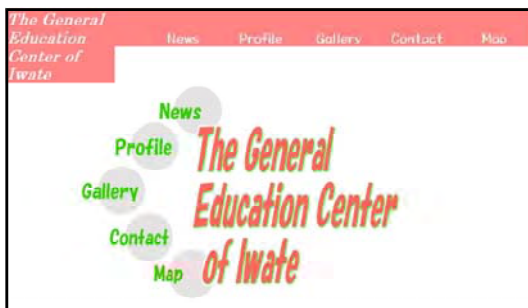 The General
Education
Center of
Iwate
News Profile Gallery Contact Map
News
Profile
Gallery
Contact
Map
The General
Education Center
of Iwate